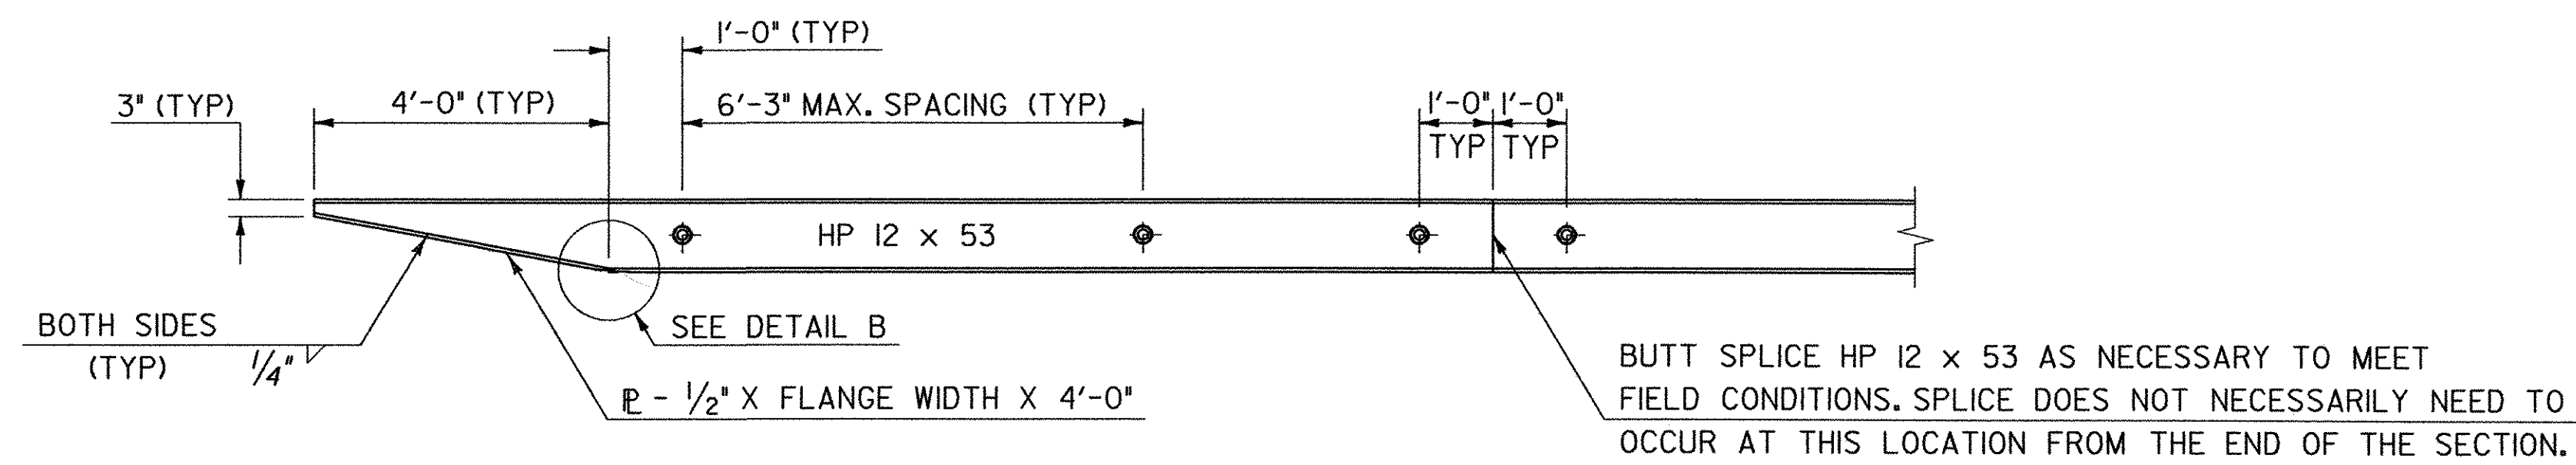 1'-0" (TYP)
3" (TYP)
4'-0" (TYP)
6'-3" MAX. SPACING (TYP)
1'-0" 1'-0"
TYP TYP
HP 12 x 53
BOTH SIDES
(TYP) 1/4"
SEE DETAIL B
℄ - 1/2" X FLANGE WIDTH X 4'-0"
BUTT SPLICE HP 12 x 53 AS NECESSARY TO MEET
FIELD CONDITIONS. SPLICE DOES NOT NECESSARILY NEED TO
OCCUR AT THIS LOCATION FROM THE END OF THE SECTION.